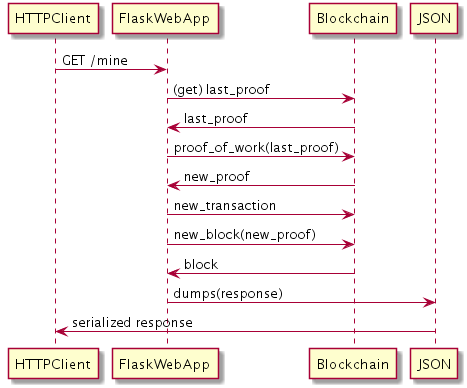 HTTPClient FlaskWebApp Blockchain JSON
GET /mine
(get) last_proof
last_proof
proof_of_work(last_proof)
new_proof
new_transaction
new_block(new_proof)
block
dumps(response)
serialized response
HTTPClient FlaskWebApp Blockchain JSON